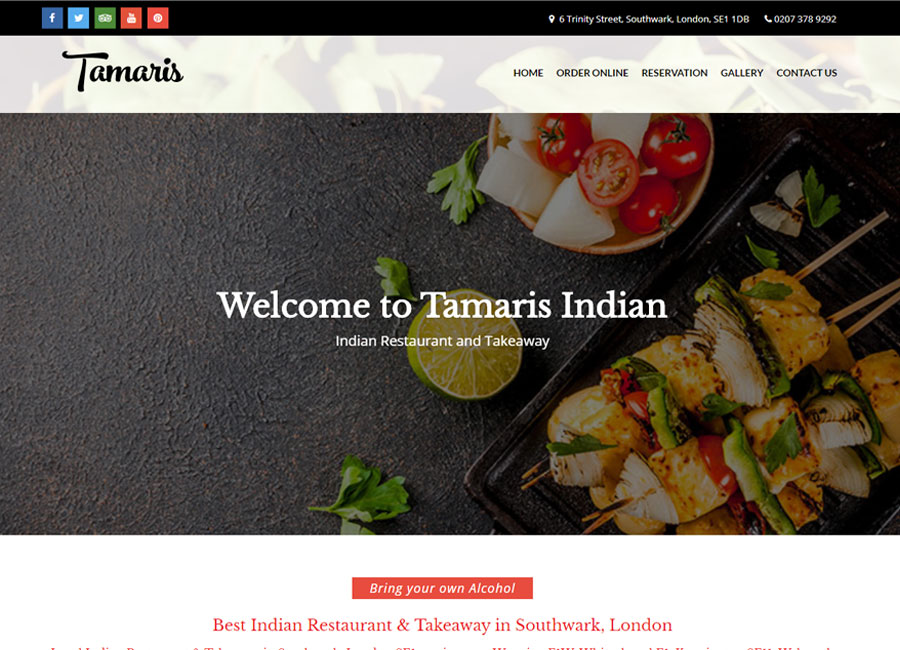 6 Trinity Street, Southwark, London, SE1 1DB 0207 378 9292
Tamaris
HOME ORDER ONLINE RESERVATION GALLERY CONTACT US
Welcome to Tamaris Indian
Indian Restaurant and Takeaway
Bring your own Alcohol
Best Indian Restaurant & Takeaway in Southwark, London